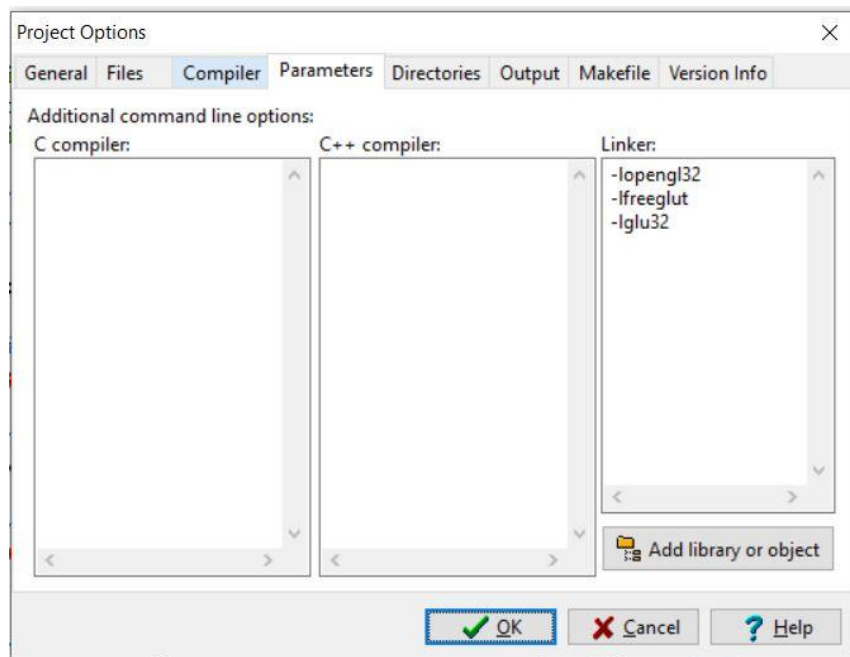 Project Options
General Files Compiler Parameters Directories Output Makefile Version Info
Additional command line options:
C compiler: C++ compiler: Linker:
-lopengl32
-lfreeglut
-lglu32
Add library or object
OK Cancel Help